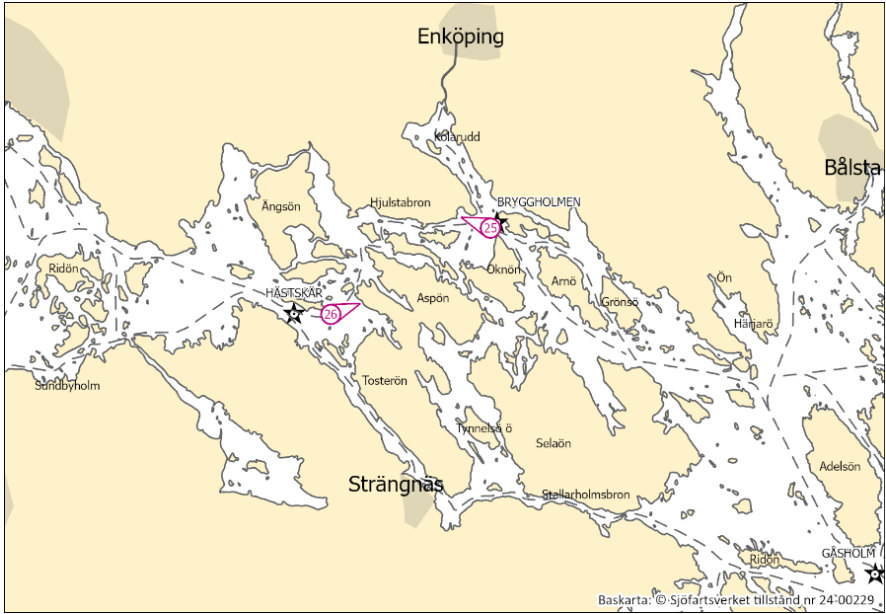 Enköping
Kolarudd
Bålsta
Hjulstabron
BRYGGHOLMEN
Ängsön
25
Ridön
Oknön
Arnö
Ön
HÄSTSKÄR
Aspön
Grönsö
26
Härjarö
Sundbyholm
Tosterön
Tynnelsö ö
Selaön
Adelsön
Strängnäs
Stallarholmsbron
GÅSHOLM
Ridön
Baskarta: © Sjöfartsverket tillstånd nr 24-00229